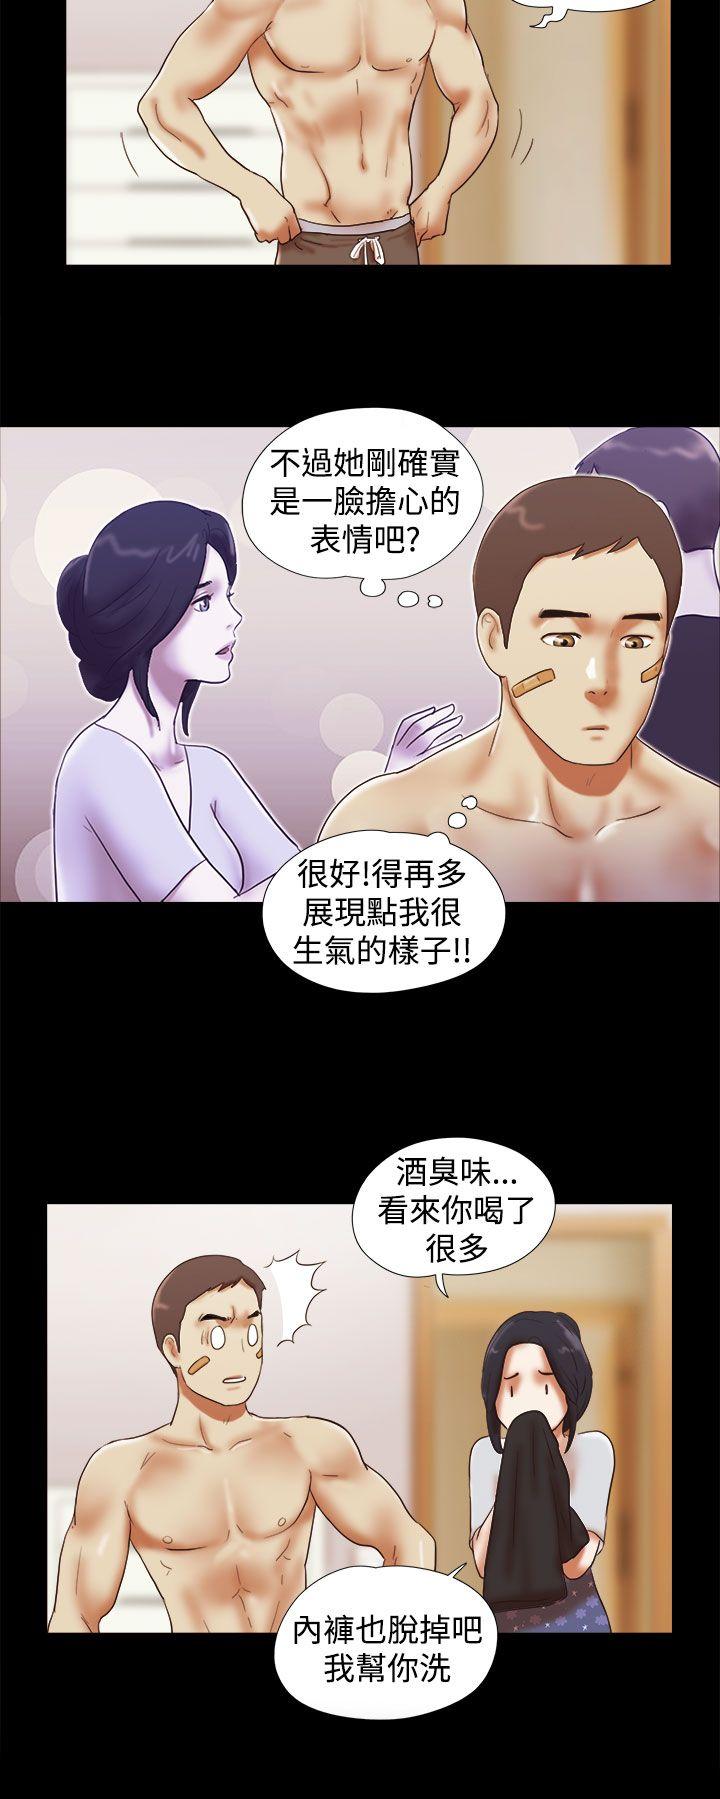 不過她剛確實
是一臉擔心的
表情吧?
很好!得再多
展現點我很
生氣的樣子!!
酒臭味...
看來你喝了
很多
內褲也脫掉吧
我幫你洗